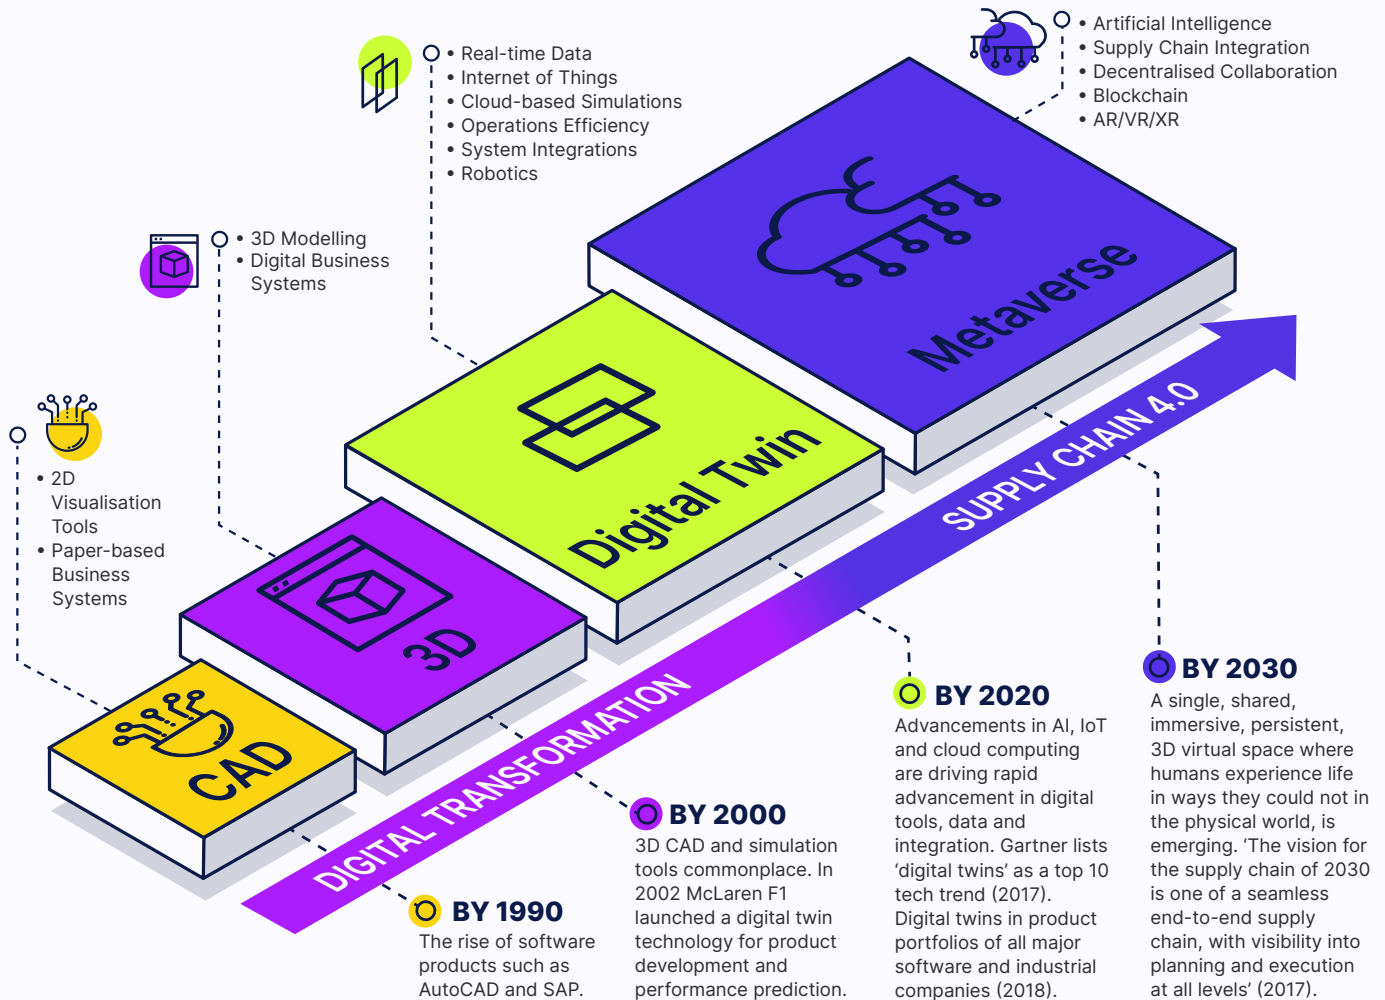 • Artificial Intelligence
• Supply Chain Integration
• Decentralised Collaboration
• Blockchain
• AR/VR/XR
• Real-time Data
• Internet of Things
• Cloud-based Simulations
• Operations Efficiency
• System Integrations
• Robotics
• 3D Modelling
• Digital Business
Systems
• 2D
Visualisation
Tools
• Paper-based
Business
Systems
Metaverse
Digital Twin
3D
CAD
DIGITAL TRANSFORMATION
SUPPLY CHAIN 4.0
BY 1990
The rise of software
products such as
AutoCAD and SAP.
BY 2000
3D CAD and simulation
tools commonplace. In
2002 McLaren F1
launched a digital twin
technology for product
development and
performance prediction.
BY 2020
Advancements in AI, IoT
and cloud computing
are driving rapid
advancement in digital
tools, data and
integration. Gartner lists
‘digital twins’ as a top 10
tech trend (2017).
Digital twins in product
portfolios of all major
software and industrial
companies (2018).
BY 2030
A single, shared,
immersive, persistent,
3D virtual space where
humans experience life
in ways they could not in
the physical world, is
emerging. ‘The vision for
the supply chain of 2030
is one of a seamless
end-to-end supply
chain, with visibility into
planning and execution
at all levels’ (2017).